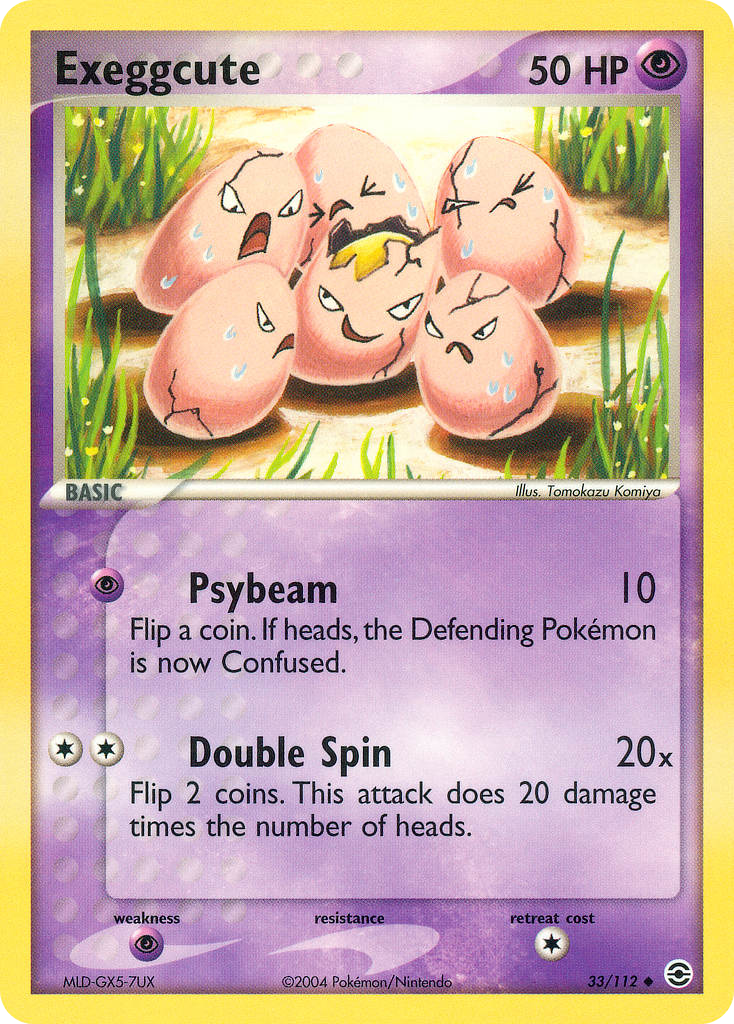 Exeggcute 50 HP
BASIC
Illus. Tomokazu Komiya
Psybeam 10
Flip a coin. If heads, the Defending Pokémon
is now Confused.
Double Spin 20x
Flip 2 coins. This attack does 20 damage
times the number of heads.
weakness resistance retreat cost
MLD-GX5-7UX ©2004 Pokémon/Nintendo 33/112